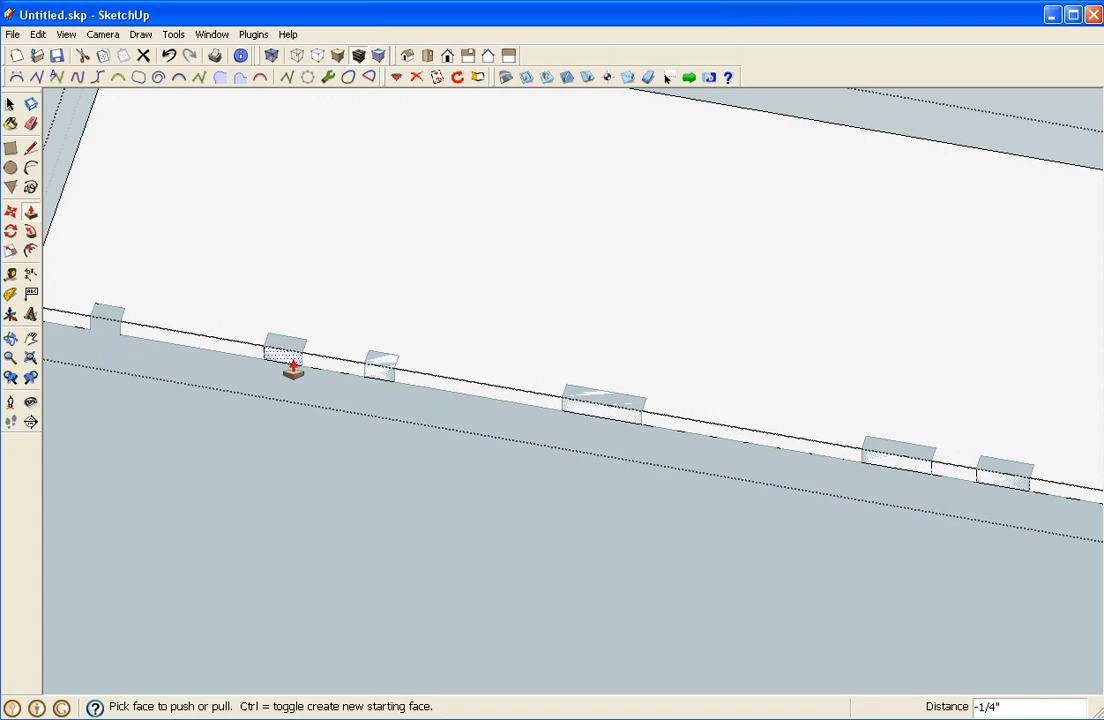 Untitled.skp - SketchUp
File Edit View Camera Draw Tools Window Plugins Help
Pick face to push or pull. Ctrl = toggle create new starting face.
Distance -1/4"